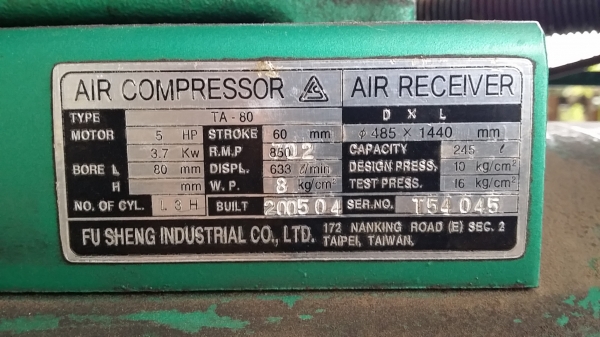 AIR COMPRESSOR AIR RECEIVER
TYPE TA-80 D × L
MOTOR 5 HP STROKE 60 mm φ485 × 1440 mm
3.7 Kw R.M.P 850 CAPACITY 245 ℓ
BORE L 80 mm DISPL. 633 ℓ/min DESIGN PRESS. 10 kg/cm²
H mm W.P. 8 kg/cm² TEST PRESS. 16 kg/cm²
NO. OF CYL. L 3 H BUILT 200504 SER.NO. T54 045
FU SHENG INDUSTRIAL CO., LTD. 172 NANKING ROAD (E) SEC. 2
TAIPEI, TAIWAN,